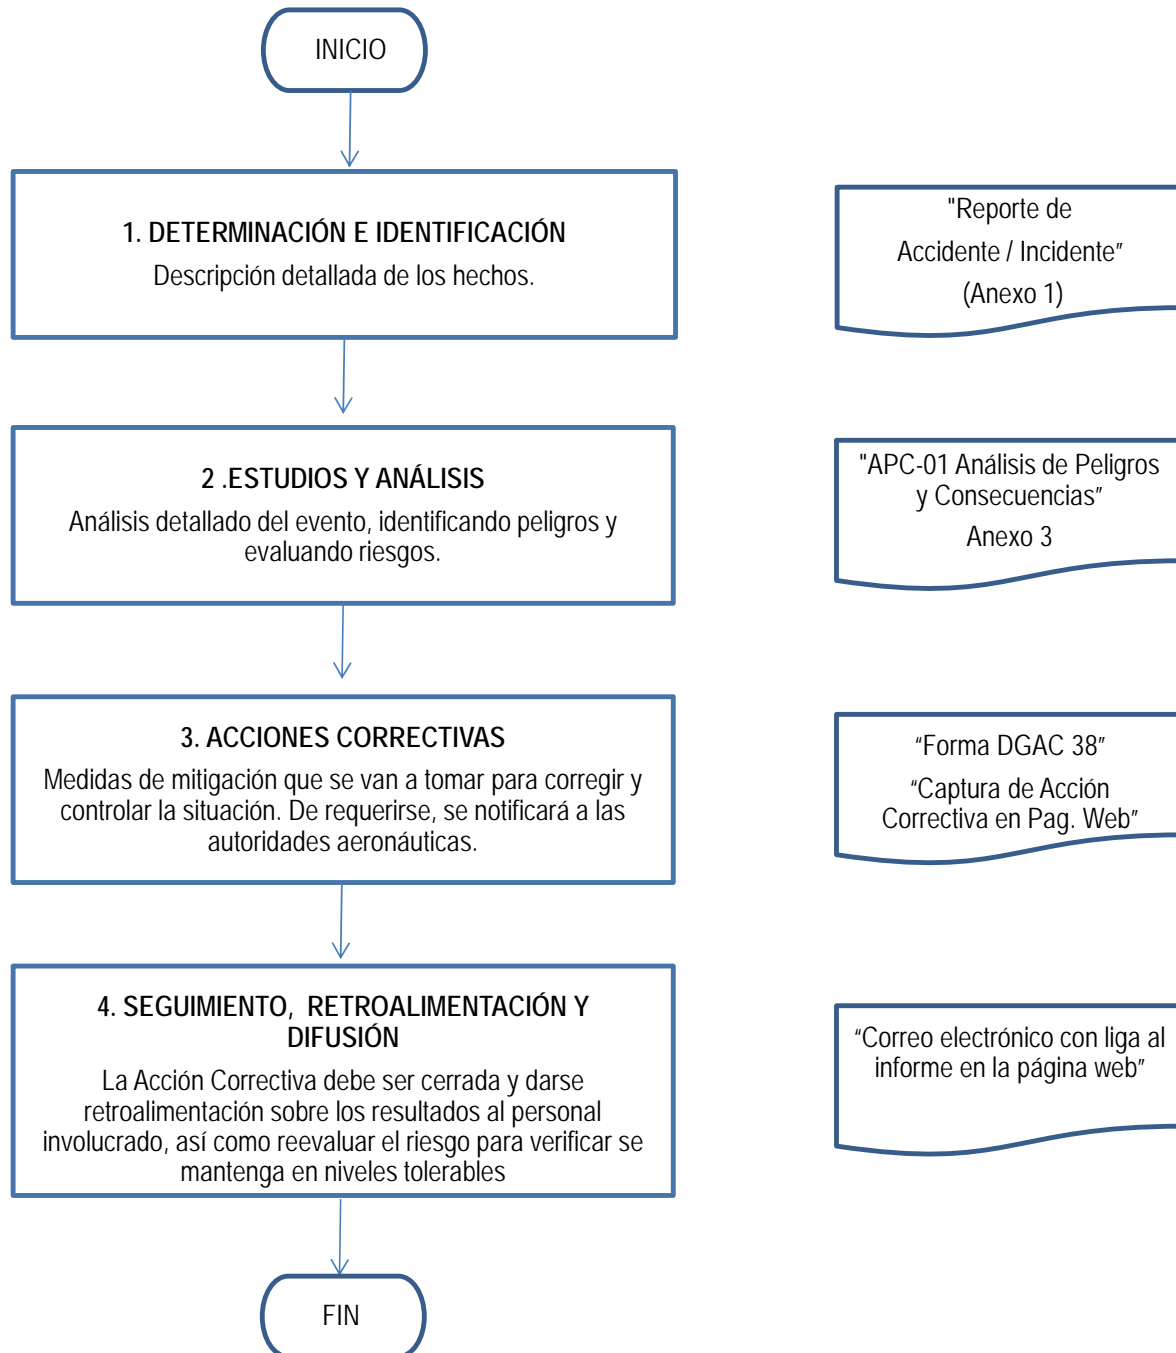 INICIO
1. DETERMINACIÓN E IDENTIFICACIÓN
Descripción detallada de los hechos.
"Reporte de
Accidente / Incidente”
(Anexo 1)
2 .ESTUDIOS Y ANÁLISIS
Análisis detallado del evento, identificando peligros y
evaluando riesgos.
"APC-01 Análisis de Peligros
y Consecuencias”
Anexo 3
3. ACCIONES CORRECTIVAS
Medidas de mitigación que se van a tomar para corregir y
controlar la situación. De requerirse, se notificará a las
autoridades aeronáuticas.
“Forma DGAC 38”
“Captura de Acción
Correctiva en Pag. Web”
4. SEGUIMIENTO, RETROALIMENTACIÓN Y
DIFUSIÓN
La Acción Correctiva debe ser cerrada y darse
retroalimentación sobre los resultados al personal
involucrado, así como reevaluar el riesgo para verificar se
mantenga en niveles tolerables
“Correo electrónico con liga al
informe en la página web”
FIN